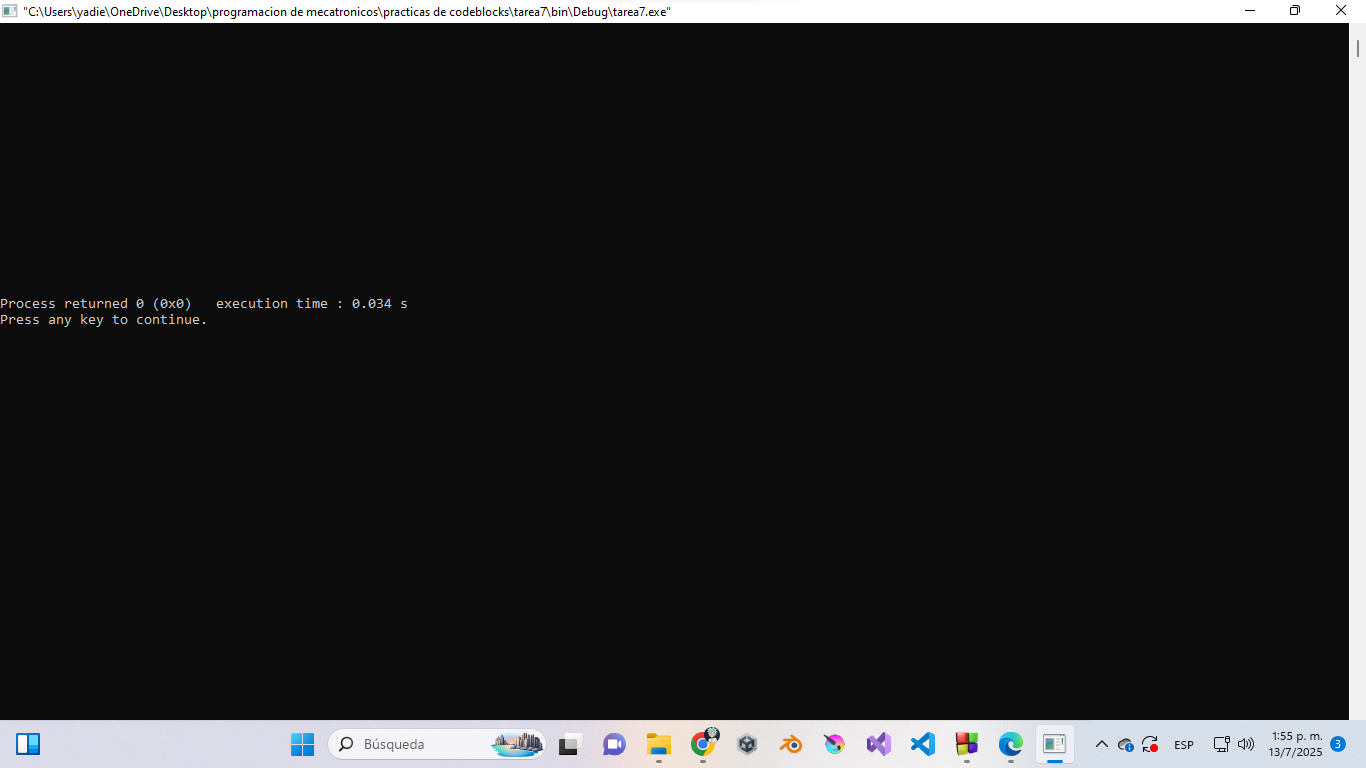 "C:\Users\yadie\OneDrive\Desktop\programacion de mecatronicos\practicas de codeblocks\tarea7\bin\Debug\tarea7.exe"
Process returned 0 (0x0)   execution time : 0.034 s
Press any key to continue.
Búsqueda
ESP
1:55 p. m.
13/7/2025
3